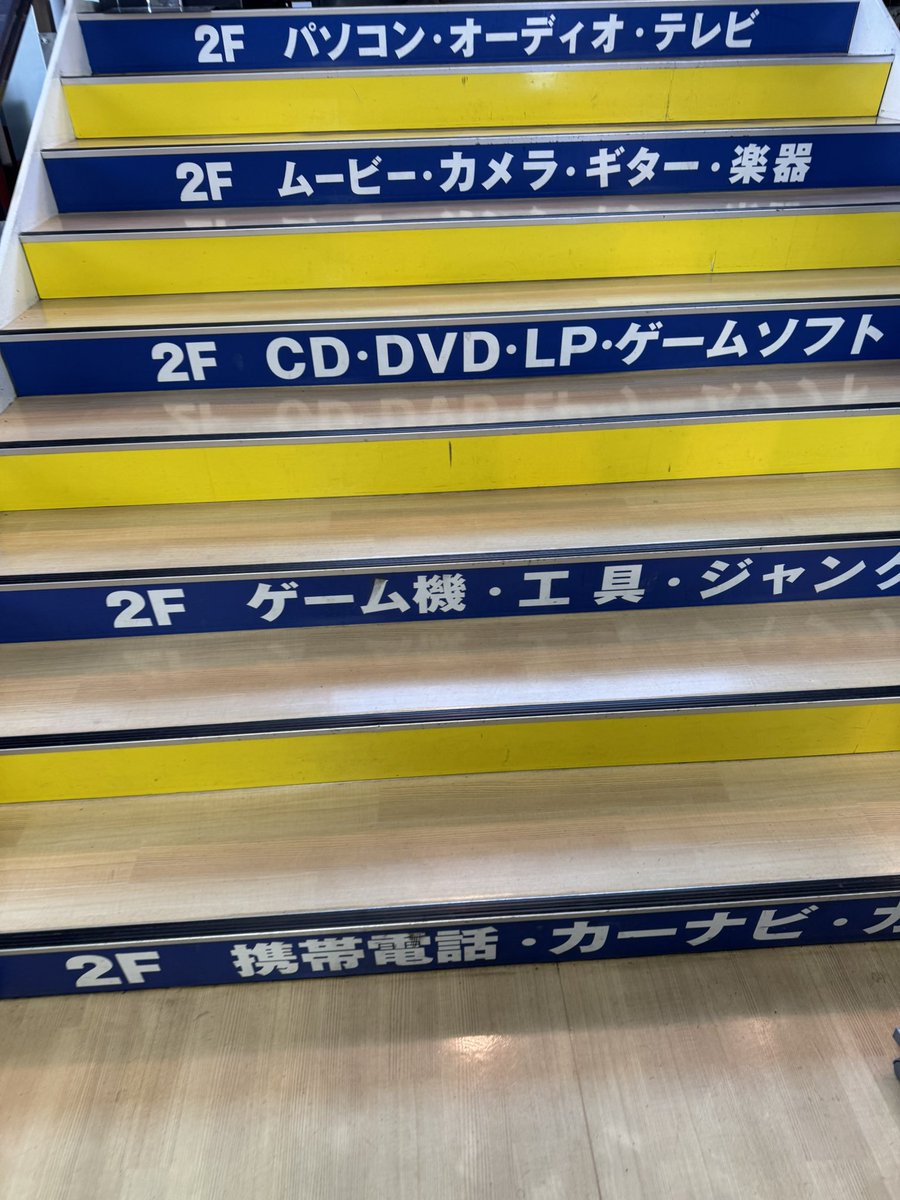 2F パソコン・オーディオ・テレビ
2F ムービー・カメラ・ギター・楽器
2F CD・DVD・LP・ゲームソフト
2F ゲーム機・工具・ジャンク
2F 携帯電話・カーナビ・カ